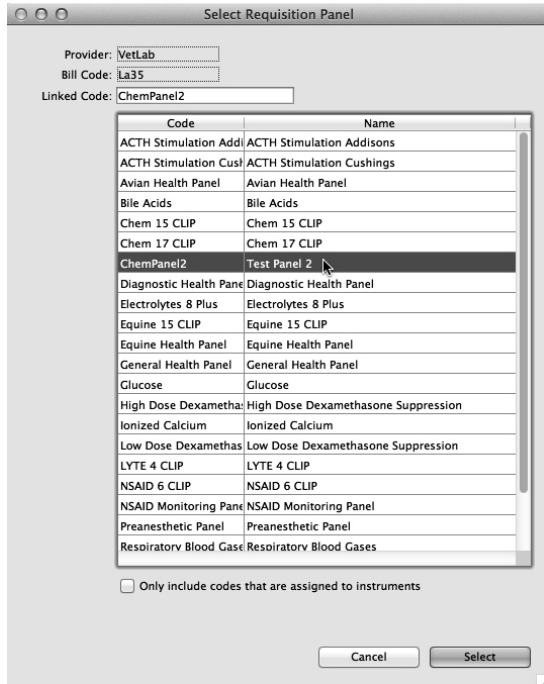 Select Requisition Panel
Provider: VetLab
Bill Code: La35
Linked Code: ChemPanel2
Code Name
ACTH Stimulation Addi ACTH Stimulation Addisons
ACTH Stimulation Cush ACTH Stimulation Cushings
Avian Health Panel Avian Health Panel
Bile Acids Bile Acids
Chem 15 CLIP Chem 15 CLIP
Chem 17 CLIP Chem 17 CLIP
ChemPanel2 Test Panel 2
Diagnostic Health Pane Diagnostic Health Panel
Electrolytes 8 Plus Electrolytes 8 Plus
Equine 15 CLIP Equine 15 CLIP
Equine Health Panel Equine Health Panel
General Health Panel General Health Panel
Glucose Glucose
High Dose Dexametha High Dose Dexamethasone Suppression
Ionized Calcium Ionized Calcium
Low Dose Dexamethas Low Dose Dexamethasone Suppression
LYTE 4 CLIP LYTE 4 CLIP
NSAID 6 CLIP NSAID 6 CLIP
NSAID Monitoring Pane NSAID Monitoring Panel
Preanesthetic Panel Preanesthetic Panel
Respiratory Blood Gase Respiratory Blood Gases
Only include codes that are assigned to instruments
Cancel Select